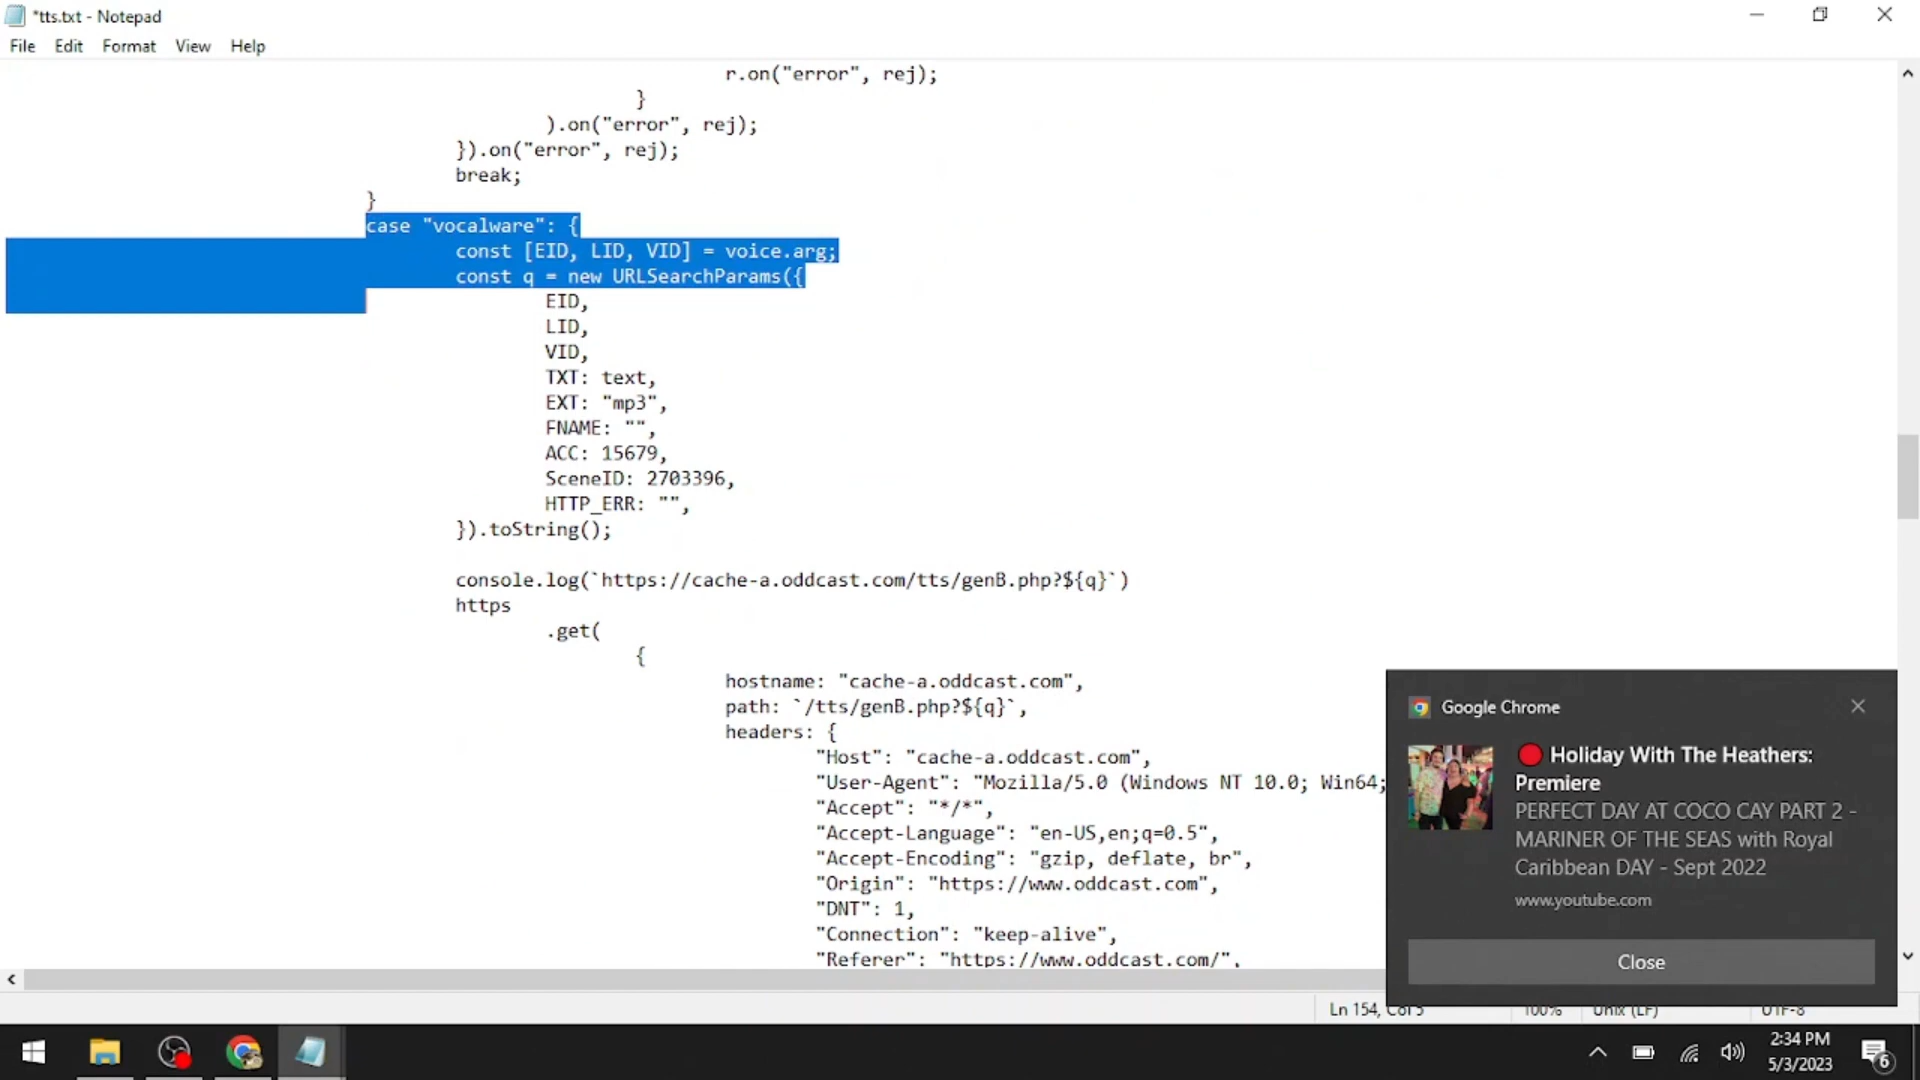 *tts.txt - Notepad
File Edit Format View Help
r.on("error", rej);
}
).on("error", rej);
}).on("error", rej);
break;
}
case "vocalware": {
const [EID, LID, VID] = voice.arg;
const q = new URLSearchParams({
EID,
LID,
VID,
TXT: text,
EXT: "mp3",
FNAME: "",
ACC: 15679,
SceneID: 2703396,
HTTP_ERR: "",
}).toString();
console.log(`https://cache-a.oddcast.com/tts/genB.php?${q}`)
https
.get(
{
hostname: "cache-a.oddcast.com",
path: `/tts/genB.php?${q}`,
headers: {
"Host": "cache-a.oddcast.com",
"User-Agent": "Mozilla/5.0 (Windows NT 10.0; Win64;
"Accept": "*/*",
"Accept-Language": "en-US,en;q=0.5",
"Accept-Encoding": "gzip, deflate, br",
"Origin": "https://www.oddcast.com",
"DNT": 1,
"Connection": "keep-alive",
"Referer": "https://www.oddcast.com/",
Google Chrome
Holiday With The Heathers:
Premiere
PERFECT DAY AT COCO CAY PART 2 -
MARINER OF THE SEAS with Royal
Caribbean DAY - Sept 2022
www.youtube.com
Close
Ln 154, Col 5 100% Unix (LF) UTF-8
2:34 PM
5/3/2023
6